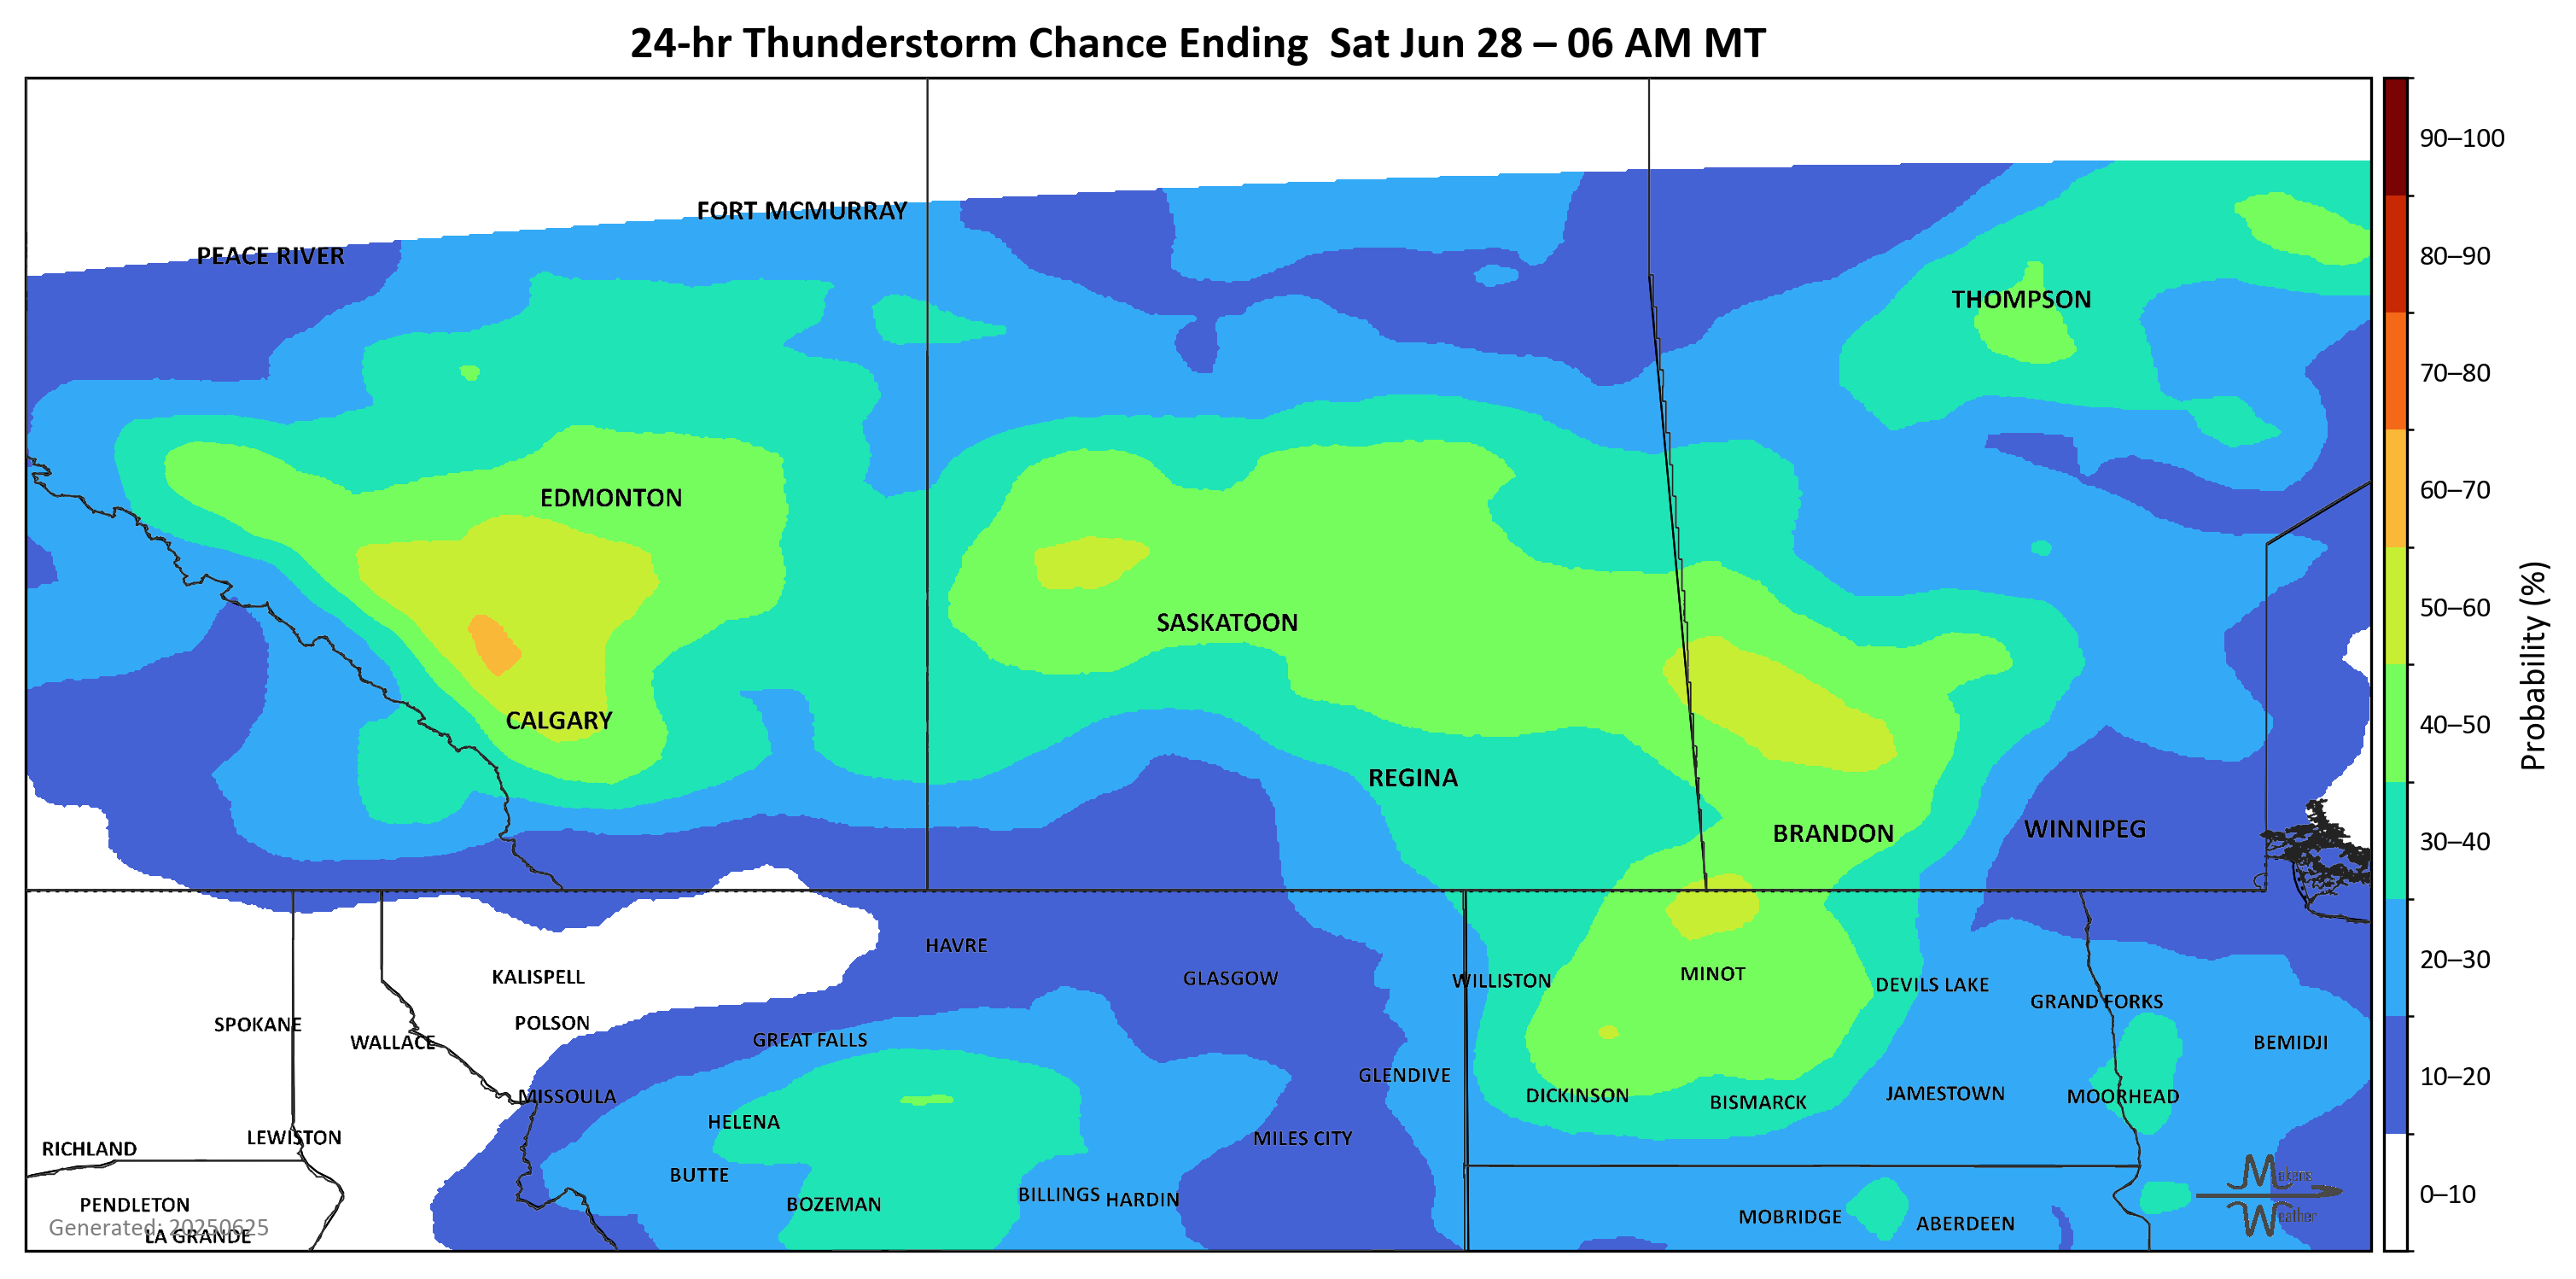 24-hr Thunderstorm Chance Ending  Sat Jun 28 – 06 AM MT
90–100
FORT MCMURRAY
PEACE RIVER
80–90
THOMPSON
70–80
EDMONTON
60–70
SASKATOON
50–60
CALGARY
40–50
Probability (%)
REGINA
BRANDON
WINNIPEG
30–40
HAVRE
KALISPELL
GLASGOW
WILLISTON
MINOT
DEVILS LAKE
20–30
GRAND FORKS
SPOKANE
POLSON
WALLACE
GREAT FALLS
BEMIDJI
GLENDIVE
10–20
MISSOULA
DICKINSON
BISMARCK
JAMESTOWN
MOORHEAD
HELENA
LEWISTON
MILES CITY
RICHLAND
BUTTE
Mekens
BILLINGS
HARDIN
0–10
PENDLETON
BOZEMAN
MOBRIDGE
ABERDEEN
Weather
Generated: 20250625
LA GRANDE